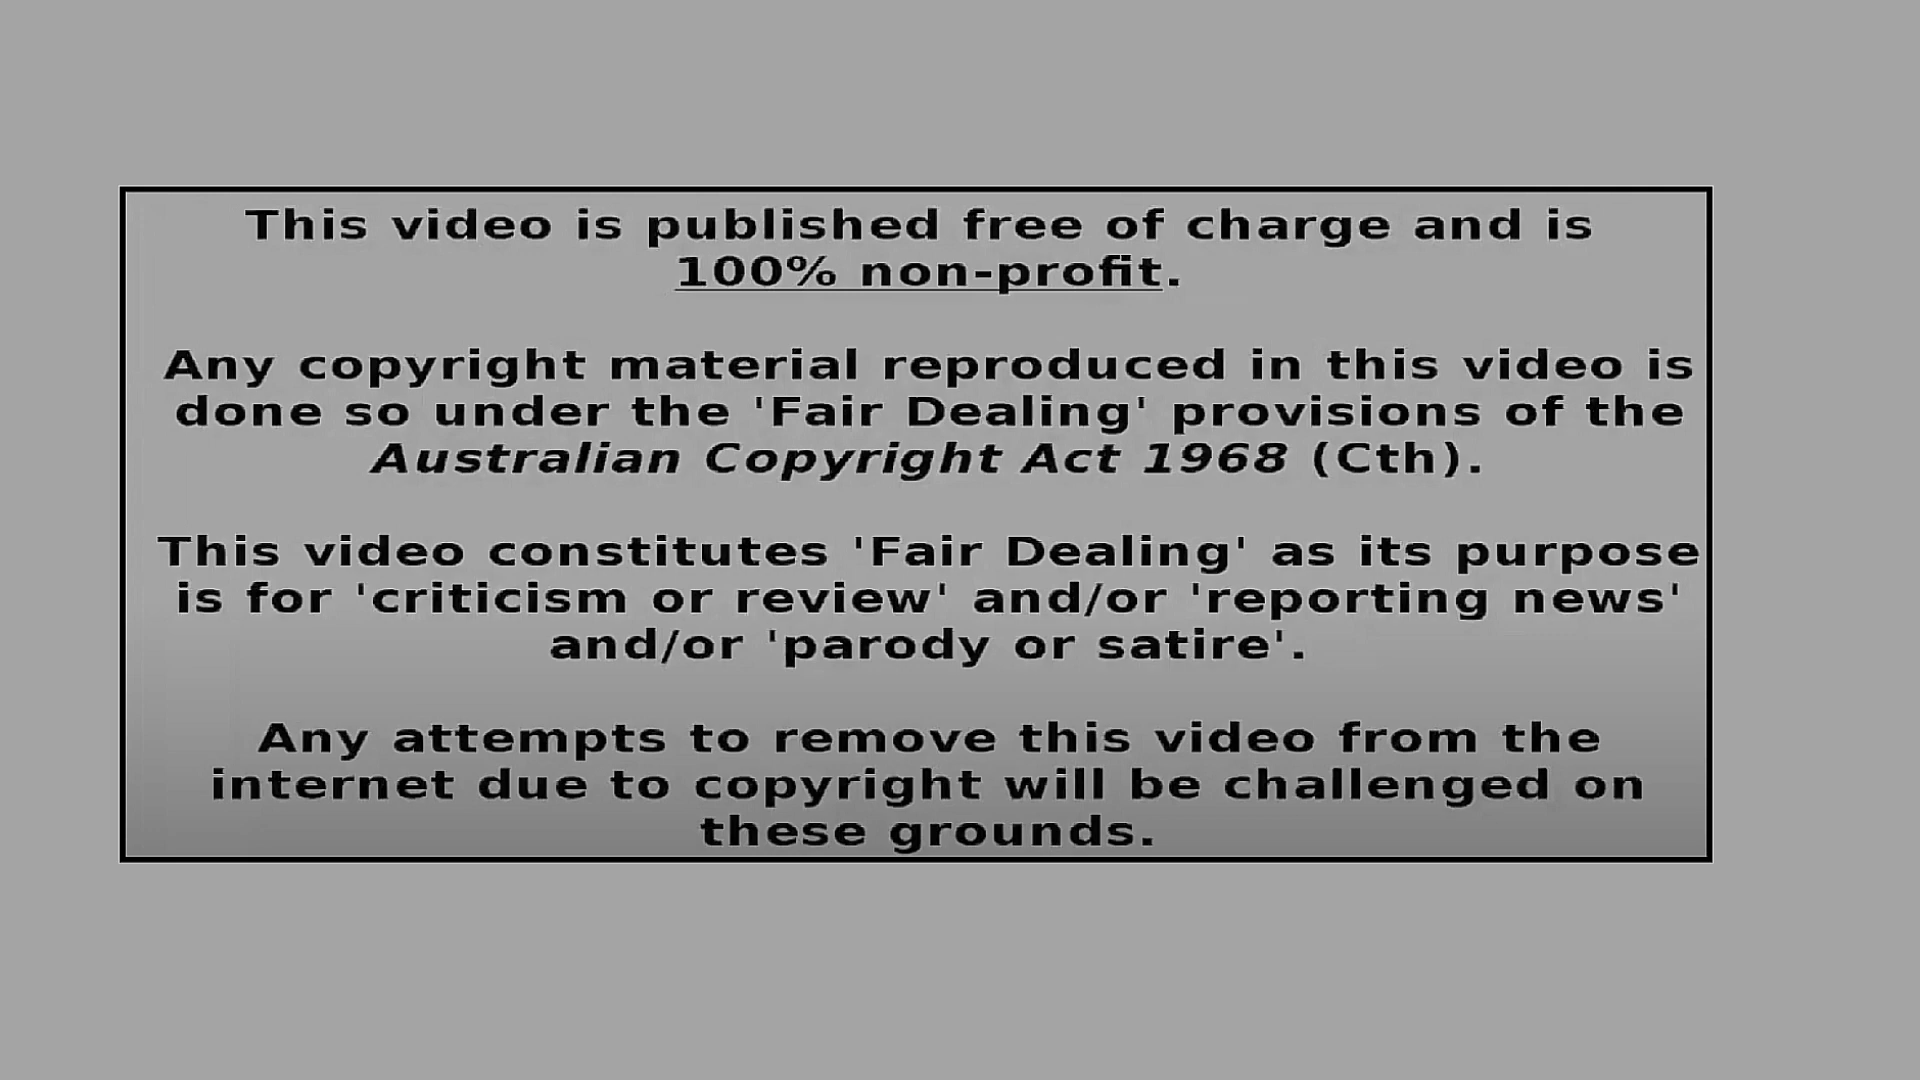 This video is published free of charge and is
100% non-profit.
Any copyright material reproduced in this video is
done so under the 'Fair Dealing' provisions of the
Australian Copyright Act 1968 (Cth).
This video constitutes 'Fair Dealing' as its purpose
is for 'criticism or review' and/or 'reporting news'
and/or 'parody or satire'.
Any attempts to remove this video from the
internet due to copyright will be challenged on
these grounds.